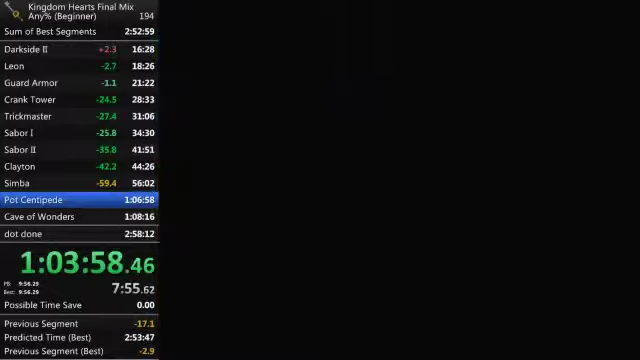 Kingdom Hearts Final Mix
Any% (Beginner) 194
Sum of Best Segments 2:52:59
Darkside II +2.3 16:28
Leon -2.7 18:26
Guard Armor -1.1 21:22
Crank Tower -24.5 28:33
Trickmaster -27.4 31:06
Sabor I -25.8 34:30
Sabor II -35.8 41:51
Clayton -42.2 44:26
Simba -59.4 56:02
Pot Centipede 1:06:58
Cave of Wonders 1:08:16
dot done 2:58:12
1:03:58.46
PB: 9:56.29
Best: 9:56.29
7:55.62
Possible Time Save 0.00
Previous Segment -17.1
Predicted Time (Best) 2:53:47
Previous Segment (Best) -2.9